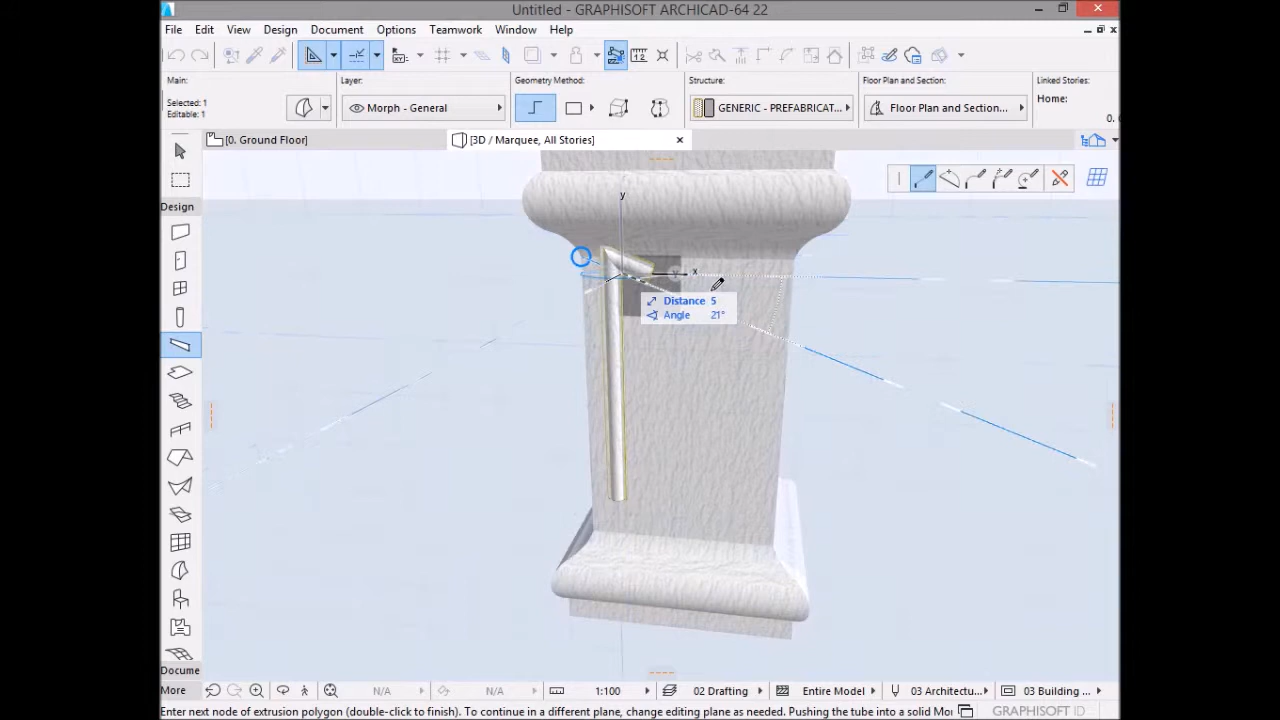 Untitled - GRAPHISOFT ARCHICAD-64 22
File Edit View Design Document Options Teamwork Window Help
Main: Layer: Geometry Method: Structure: Floor Plan and Section: Linked Stories:
Selected: 1
Editable: 1
Morph - General
GENERIC - PREFABRICAT...
Floor Plan and Section...
Home:
0.
[0. Ground Floor]
[3D / Marquee, All Stories]
Design
y
x
Distance 5
Angle 21°
Docume
More
N/A
N/A
1:100
02 Drafting
Entire Model
03 Architectu...
03 Building ...
Enter next node of extrusion polygon (double-click to finish). To continue in a different plane, change editing plane as needed. Pushing the tube into a solid Mo
GRAPHISOFT ID